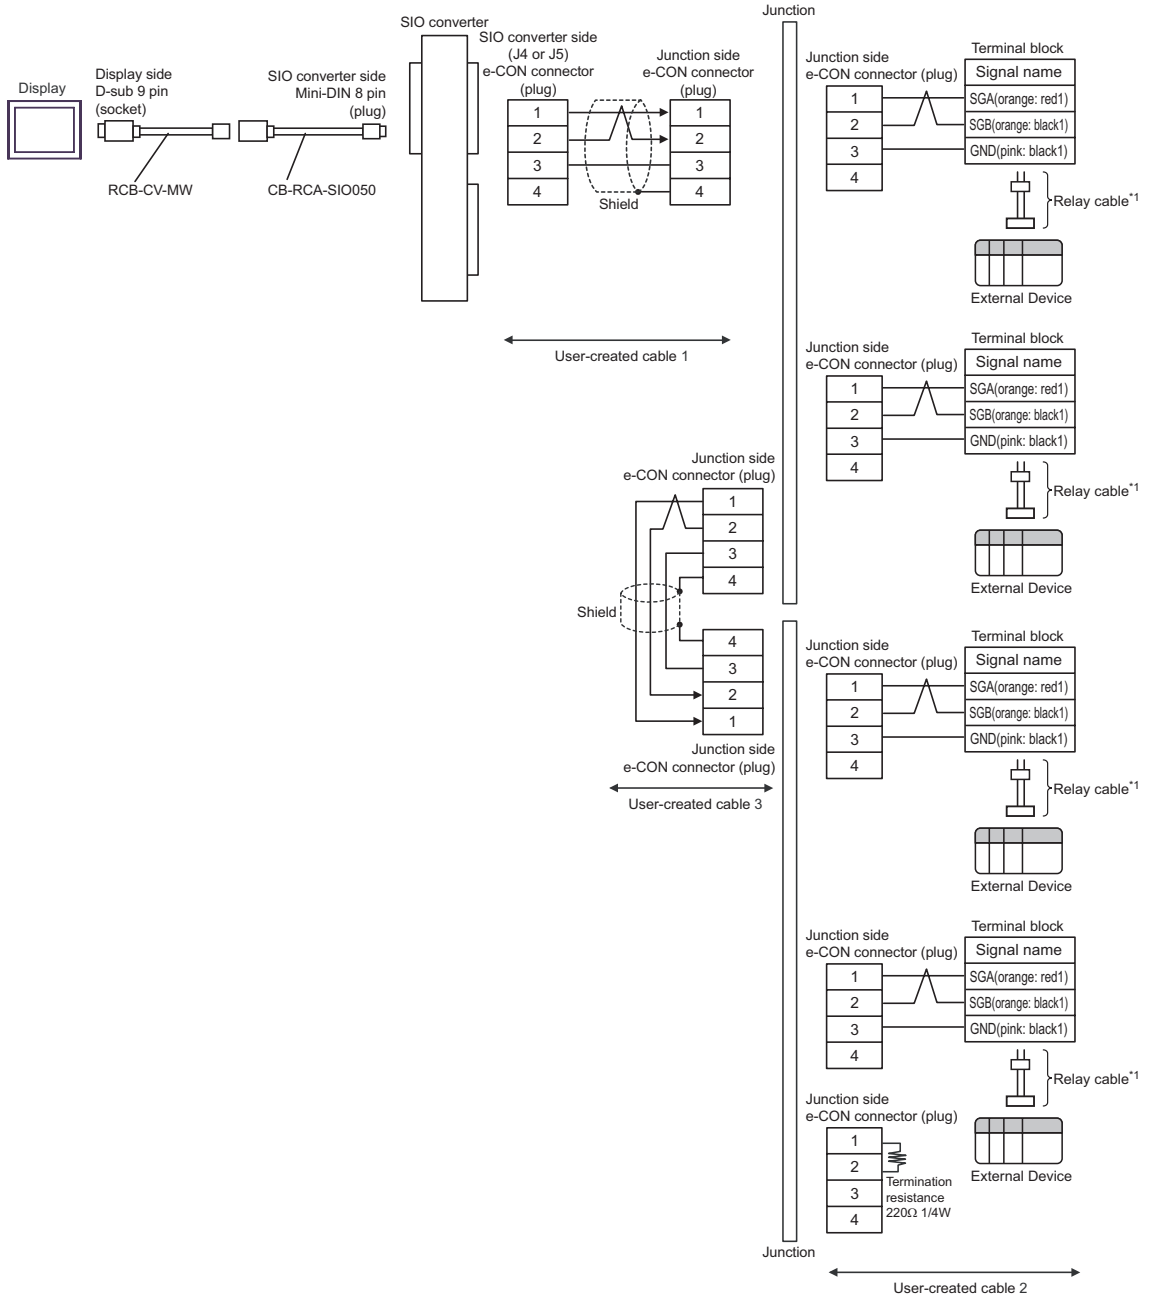 Junction
SIO converter
SIO converter side
(J4 or J5)
e-CON connector
(plug)
Junction side
e-CON connector
(plug)
Display
Display side
D-sub 9 pin
(socket)
SIO converter side
Mini-DIN 8 pin
(plug)
RCB-CV-MW
CB-RCA-SIO050
1
2
3
4
1
2
3
4
Shield
User-created cable 1
Junction side
e-CON connector (plug)
1
2
3
4
Terminal block
Signal name
SGA(orange: red1)
SGB(orange: black1)
GND(pink: black1)
Relay cable*1
External Device
Junction side
e-CON connector (plug)
1
2
3
4
Terminal block
Signal name
SGA(orange: red1)
SGB(orange: black1)
GND(pink: black1)
Relay cable*1
External Device
Junction side
e-CON connector (plug)
1
2
3
4
Shield
4
3
2
1
Junction side
e-CON connector (plug)
User-created cable 3
Junction side
e-CON connector (plug)
1
2
3
4
Terminal block
Signal name
SGA(orange: red1)
SGB(orange: black1)
GND(pink: black1)
Relay cable*1
External Device
Junction side
e-CON connector (plug)
1
2
3
4
Terminal block
Signal name
SGA(orange: red1)
SGB(orange: black1)
GND(pink: black1)
Relay cable*1
External Device
Junction side
e-CON connector (plug)
1
2
3
4
Termination
resistance
220Ω 1/4W
Junction
User-created cable 2